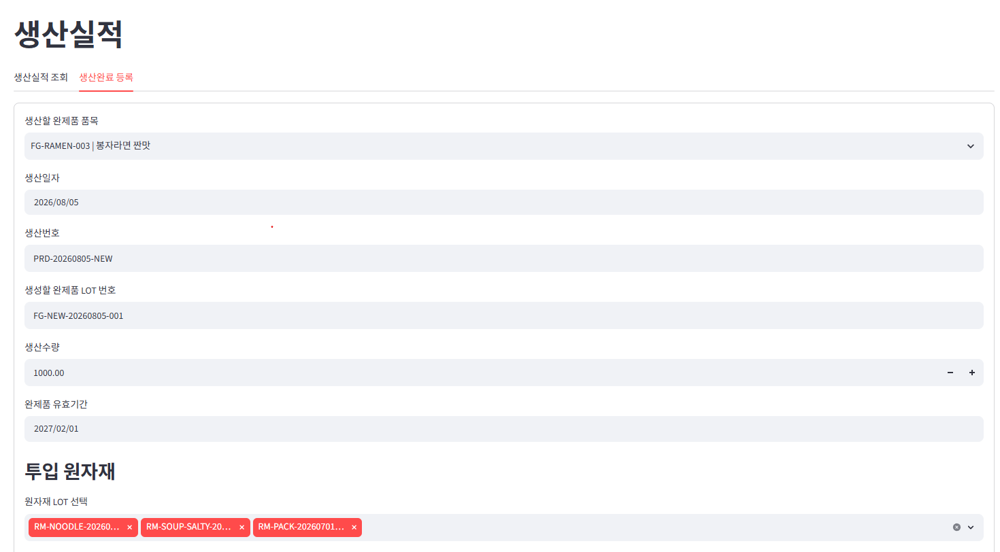 생산실적
생산실적 조회 생산완료 등록
생산할 완제품 품목
FG-RAMEN-003 | 봉자라면 짠맛
생산일자
2026/08/05
생산번호
PRD-20260805-NEW
생성할 완제품 LOT 번호
FG-NEW-20260805-001
생산수량
1000.00
완제품 유효기간
2027/02/01
투입 원자재
원자재 LOT 선택
RM-NOODLE-20260... RM-SOUP-SALTY-20... RM-PACK-20260701...